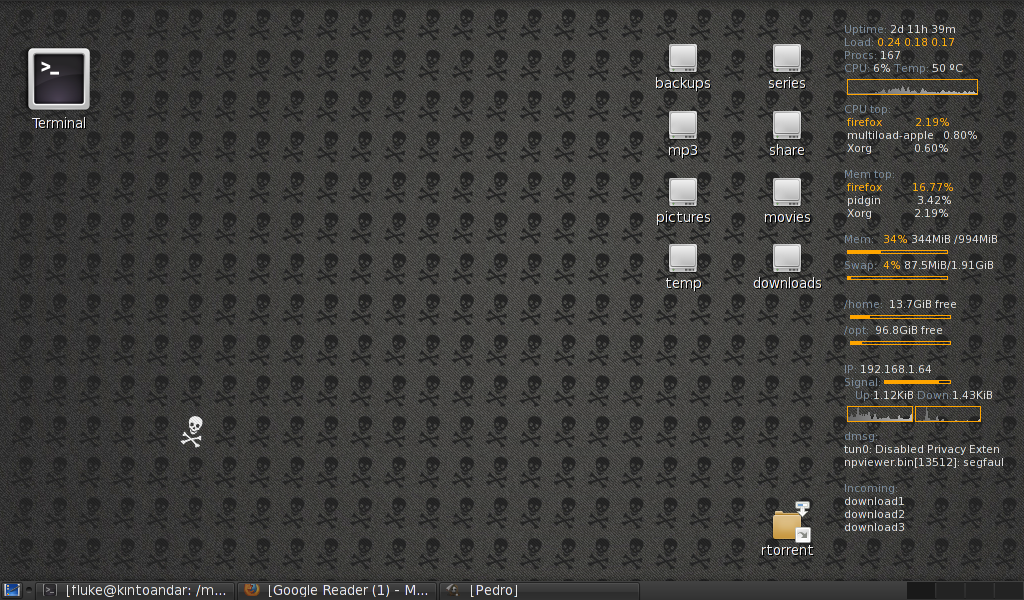 Terminal
backups
series
mp3
share
pictures
movies
temp
downloads
rtorrent
Uptime: 2d 11h 39m
Load: 0.24 0.18 0.17
Procs: 167
CPU: 6% Temp: 50 ºC
CPU top:
firefox 2.19%
multiload-apple 0.80%
Xorg 0.60%
Mem top:
firefox 16.77%
pidgin 3.42%
Xorg 2.19%
Mem: 34% 344MiB /994MiB
Swap: 4% 87.5MiB/1.91GiB
/home: 13.7GiB free
/opt: 96.8GiB free
IP: 192.168.1.64
Signal:
Up:1.12KiB Down:1.43KiB
dmsg:
tun0: Disabled Privacy Exten
npviewer.bin[13512]: segfaul
Incoming:
download1
download2
download3
[fluke@kintoandar: /m...
[Google Reader (1) - M...
[Pedro]